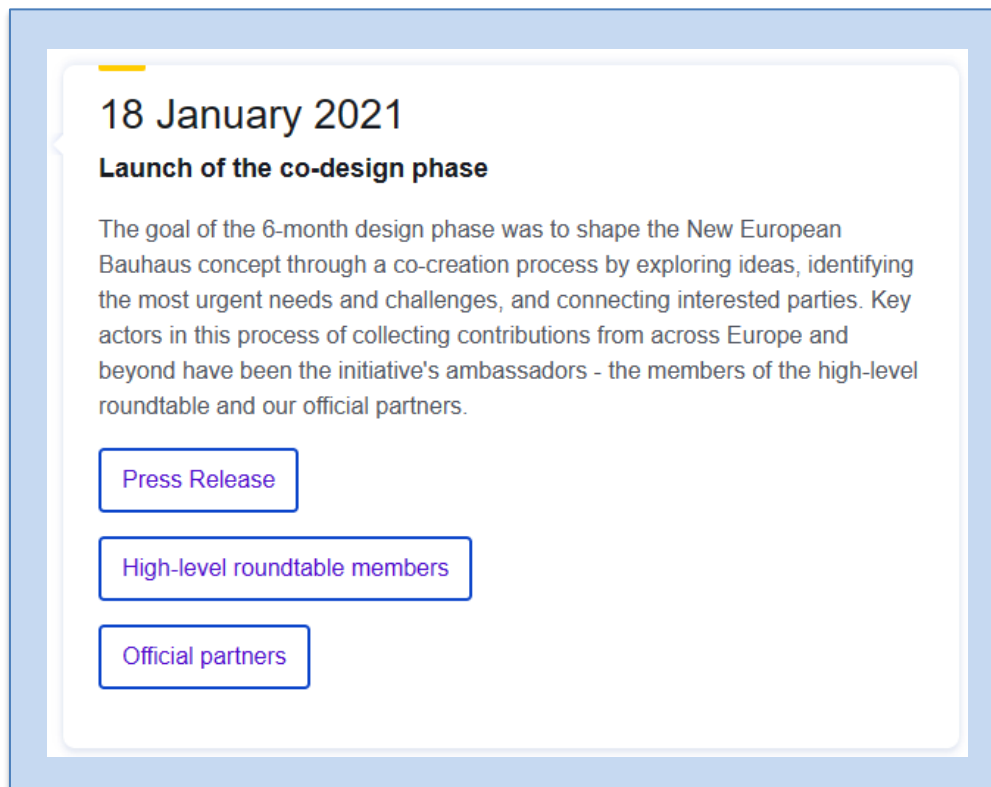 18 January 2021
Launch of the co-design phase
The goal of the 6-month design phase was to shape the New European
Bauhaus concept through a co-creation process by exploring ideas, identifying
the most urgent needs and challenges, and connecting interested parties. Key
actors in this process of collecting contributions from across Europe and
beyond have been the initiative's ambassadors - the members of the high-level
roundtable and our official partners.
Press Release
High-level roundtable members
Official partners